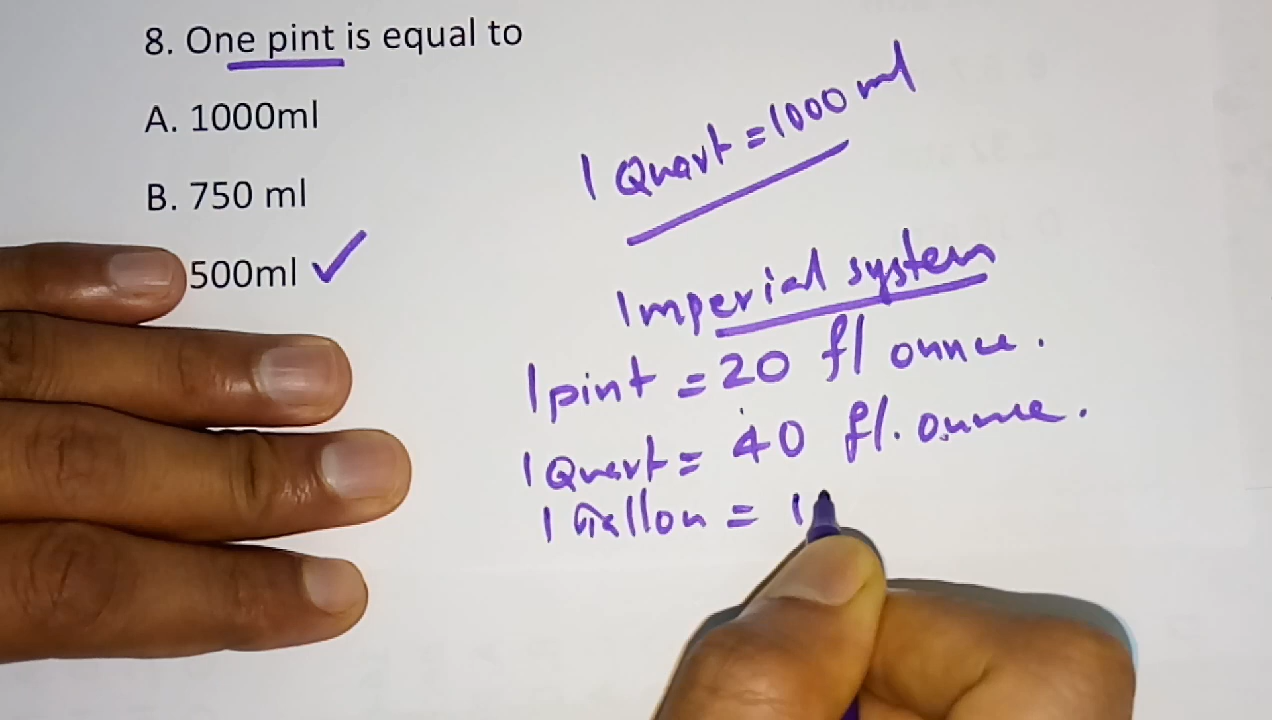 8. One pint is equal to
A. 1000ml
B. 750 ml
500ml ✓
1 Quart = 1000 ml
Imperial system
1 pint = 20 fl ounce.
1 Quart = 40 fl. ounce.
1 Gallon = 1